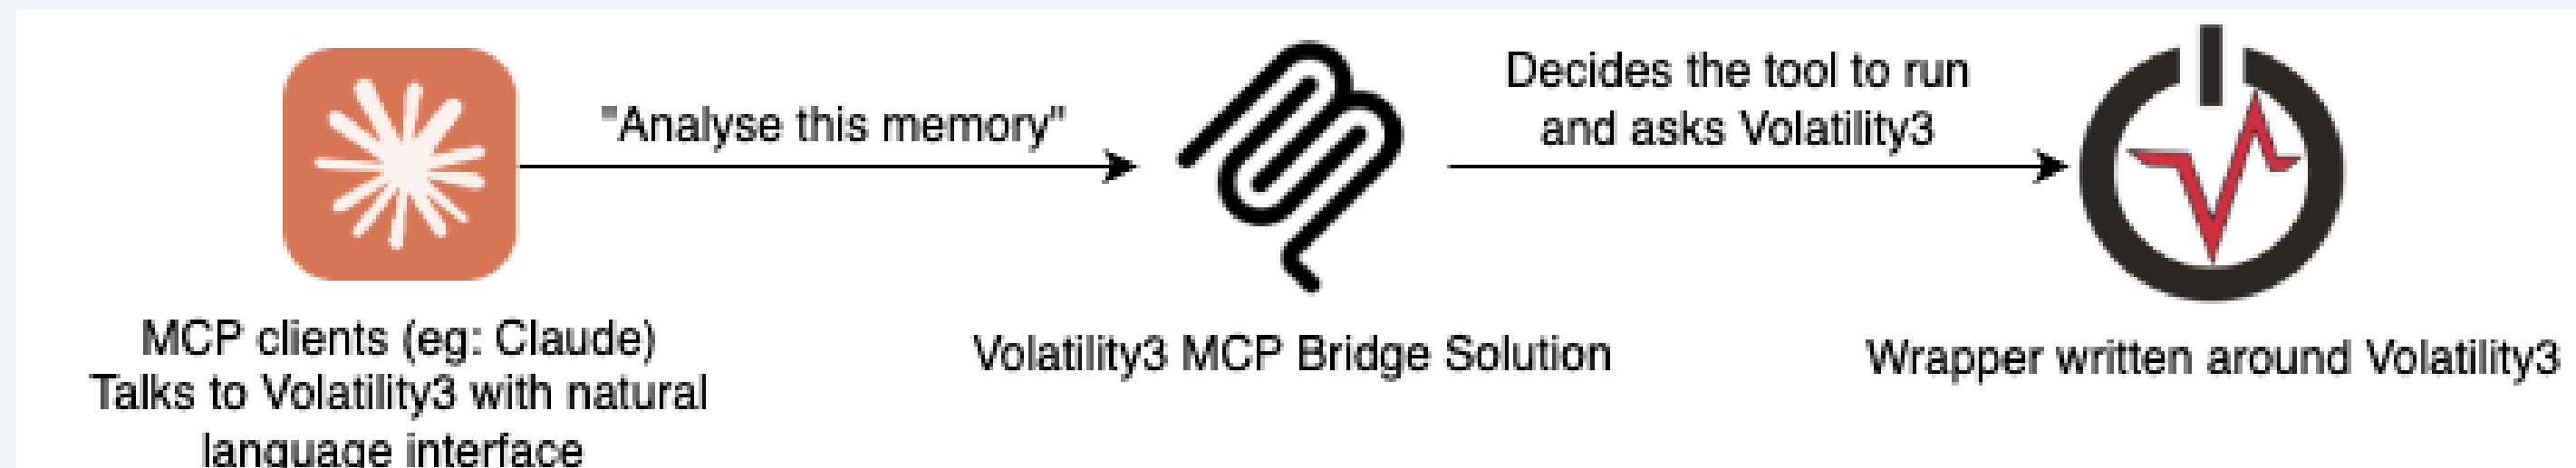 "Analyse this memory"
Decides the tool to run
and asks Volatility3
MCP clients (eg: Claude)
Talks to Volatility3 with natural
language interface
Volatility3 MCP Bridge Solution
Wrapper written around Volatility3